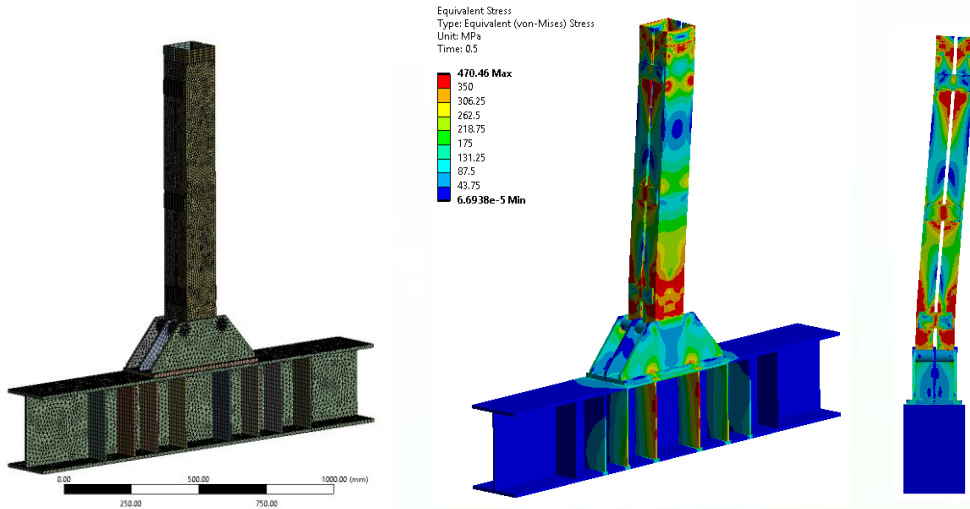 Equivalent Stress
Type: Equivalent (von-Mises) Stress
Unit: MPa
Time: 0.5
470.46 Max
350
306.25
262.5
218.75
175
131.25
87.5
43.75
6.6938e-5 Min
0.00 500.00 1000.00 (mm)
250.00 750.00